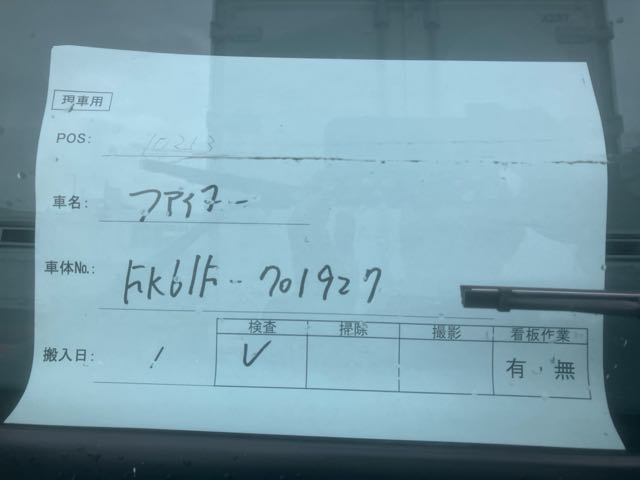 現車用
POS: 10213
車名: ファイター
車体No.: FK61F-701927
検査 掃除 撮影 看板作業
搬入日: / ✓ 有・無